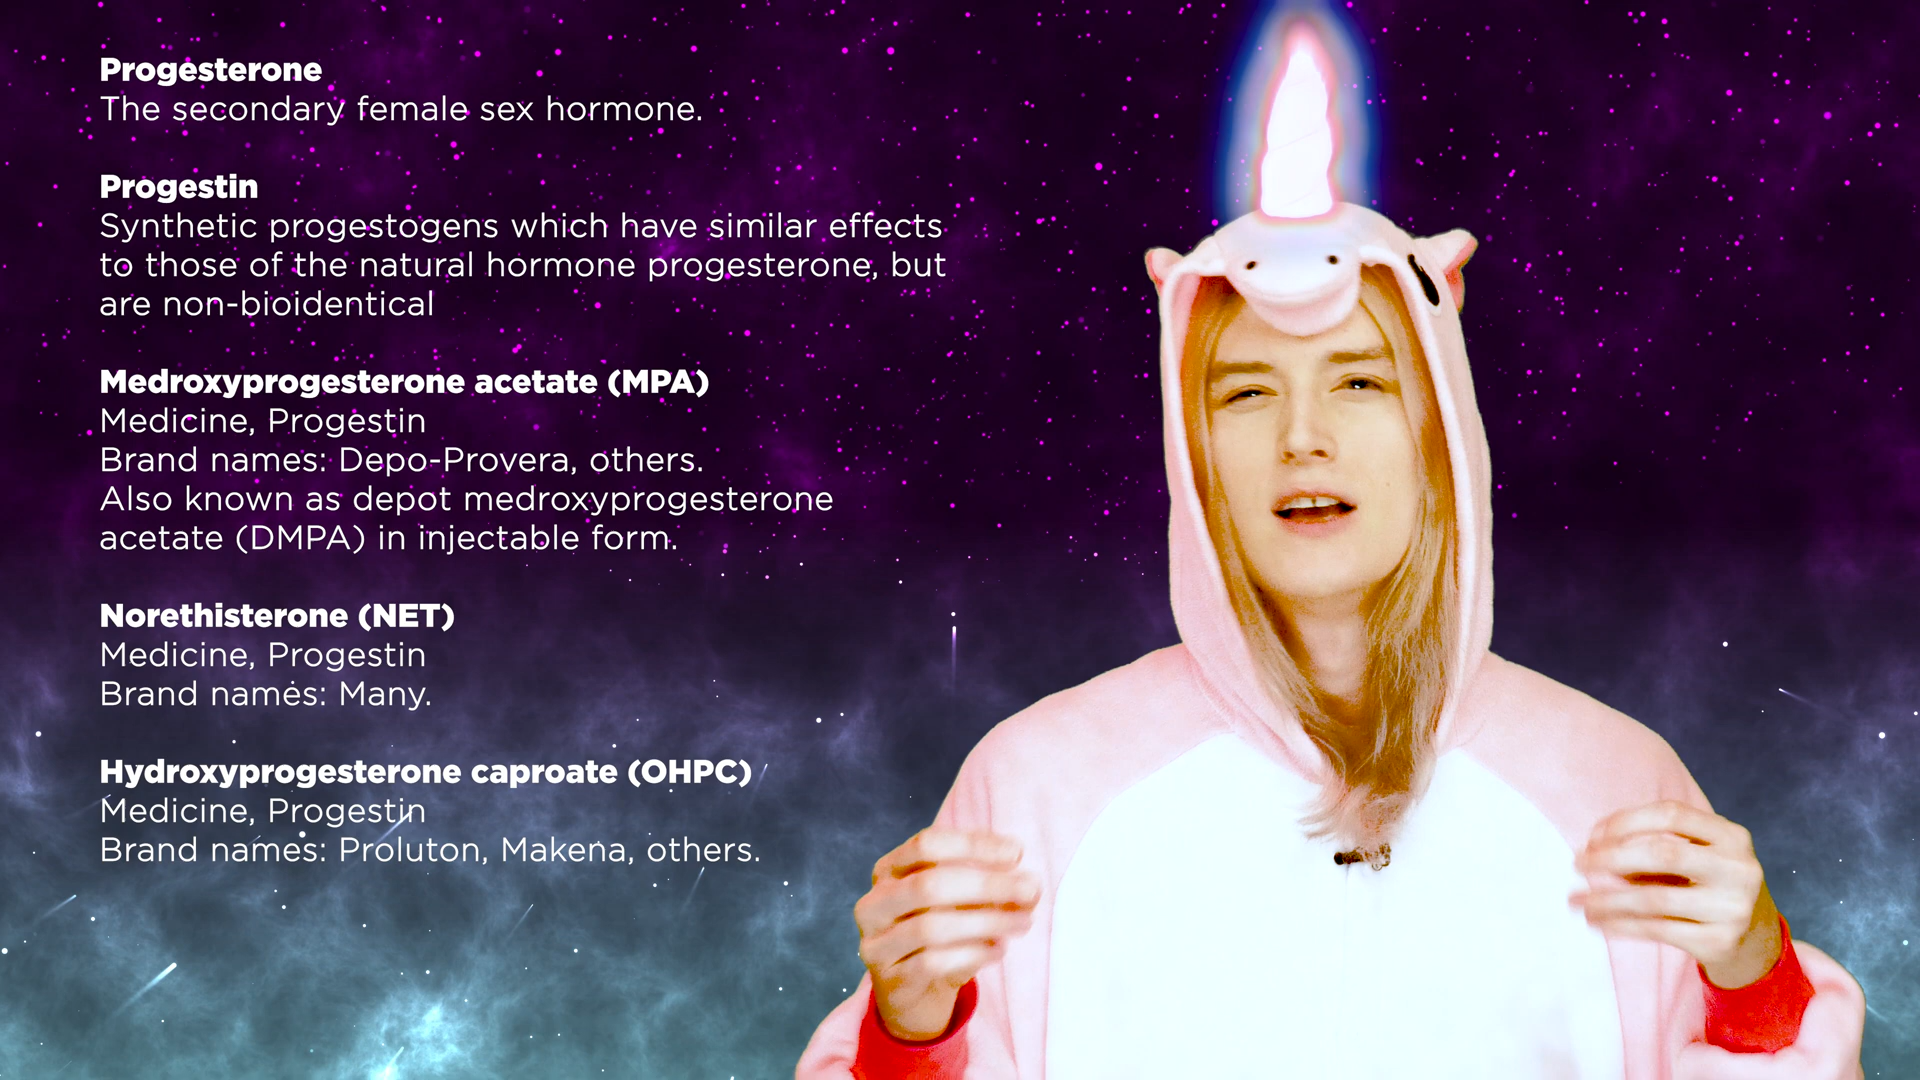 Progesterone
The secondary female sex hormone.
Progestin
Synthetic progestogens which have similar effects
to those of the natural hormone progesterone, but
are non-bioidentical
Medroxyprogesterone acetate (MPA)
Medicine, Progestin
Brand names: Depo-Provera, others.
Also known as depot medroxyprogesterone
acetate (DMPA) in injectable form.
Norethisterone (NET)
Medicine, Progestin
Brand names: Many.
Hydroxyprogesterone caproate (OHPC)
Medicine, Progestin
Brand names: Proluton, Makena, others.